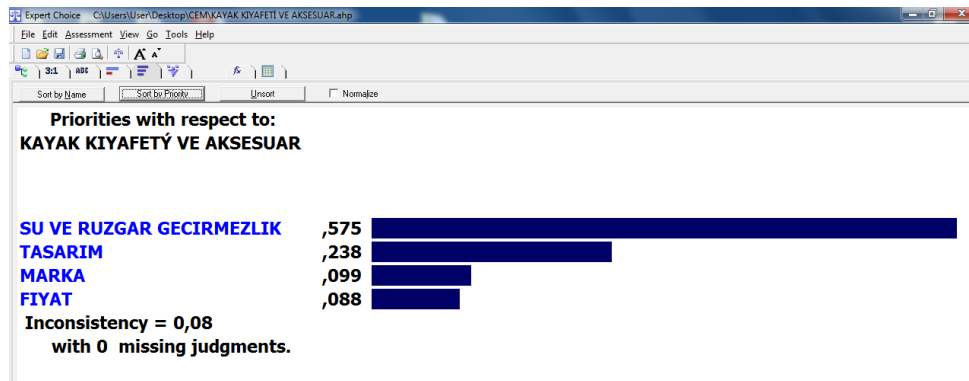 Expert Choice C:\Users\User\Desktop\CEM\KAYAK KIYAFETİ VE AKSESUAR.ahp
File Edit Assessment View Go Tools Help
A A
3:1 ABC fx
Sort by Name Sort by Priority Unsort Normalize
Priorities with respect to:
KAYAK KIYAFETÝ VE AKSESUAR
SU VE RUZGAR GECIRMEZLIK ,575
TASARIM ,238
MARKA ,099
FIYAT ,088
Inconsistency = 0,08
with 0 missing judgments.